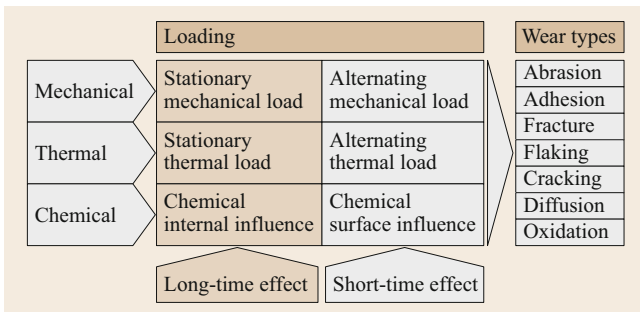 Loading
Wear types
Mechanical
Stationary
mechanical load
Alternating
mechanical load
Thermal
Stationary
thermal load
Alternating
thermal load
Chemical
Chemical
internal influence
Chemical
surface influence
Abrasion
Adhesion
Fracture
Flaking
Cracking
Diffusion
Oxidation
Long-time effect
Short-time effect